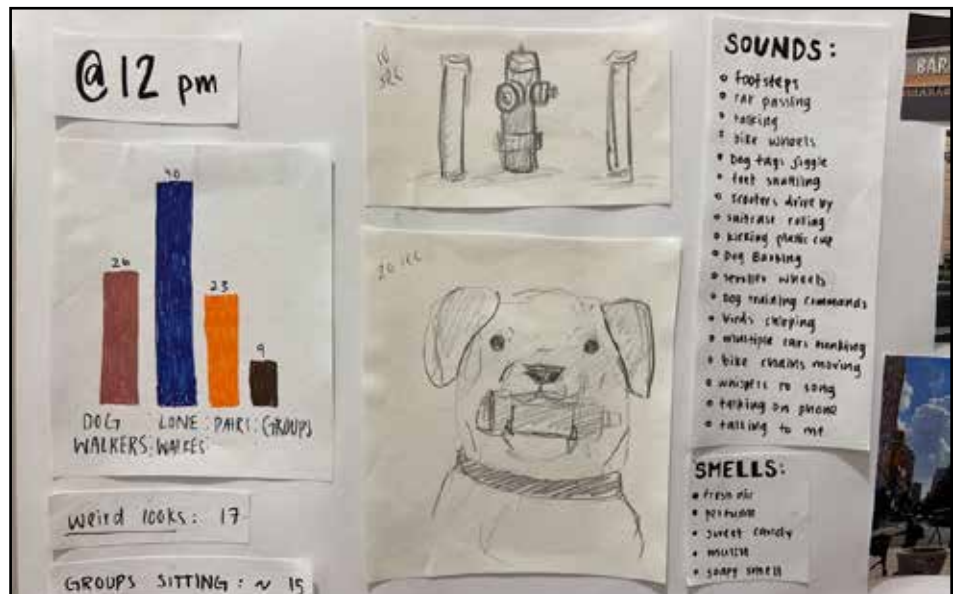 @ 12 pm
26
23
9
DOG
WALKERS:
LONE:
WALKES
PAIRS:
GROUPS
weird looks: 17
GROUPS SITTING: ~ 15
10
SEC
20 SEC
SOUNDS:
footsteps
car passing
talking
bike wheels
Dog tags jiggle
feet shuffling
scooters drive by
suitcase rolling
kicking plastic cup
Dog Barking
stroller wheels
Dog training commands
birds chirping
multiple cars honking
bike chains moving
whispers to song
talking on phone
talking to me
SMELLS:
fresh air
perfume
sweet candy
soapy smell
BAR